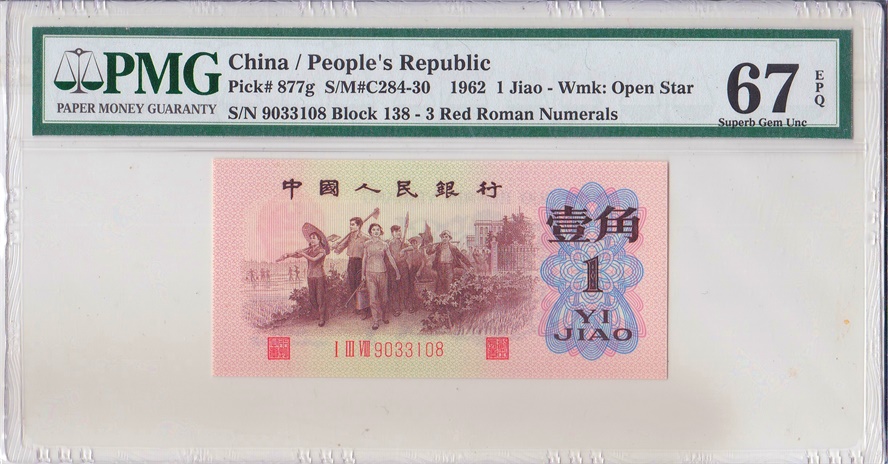 PMG
PAPER MONEY GUARANTY
China / People's Republic
Pick# 877g S/M#C284-30 1962 1 Jiao - Wmk: Open Star
S/N 9033108 Block 138 - 3 Red Roman Numerals
67
EPQ
Superb Gem Unc
中國人民銀行
壹角
1
YI
JIAO
I III VIII 9033108